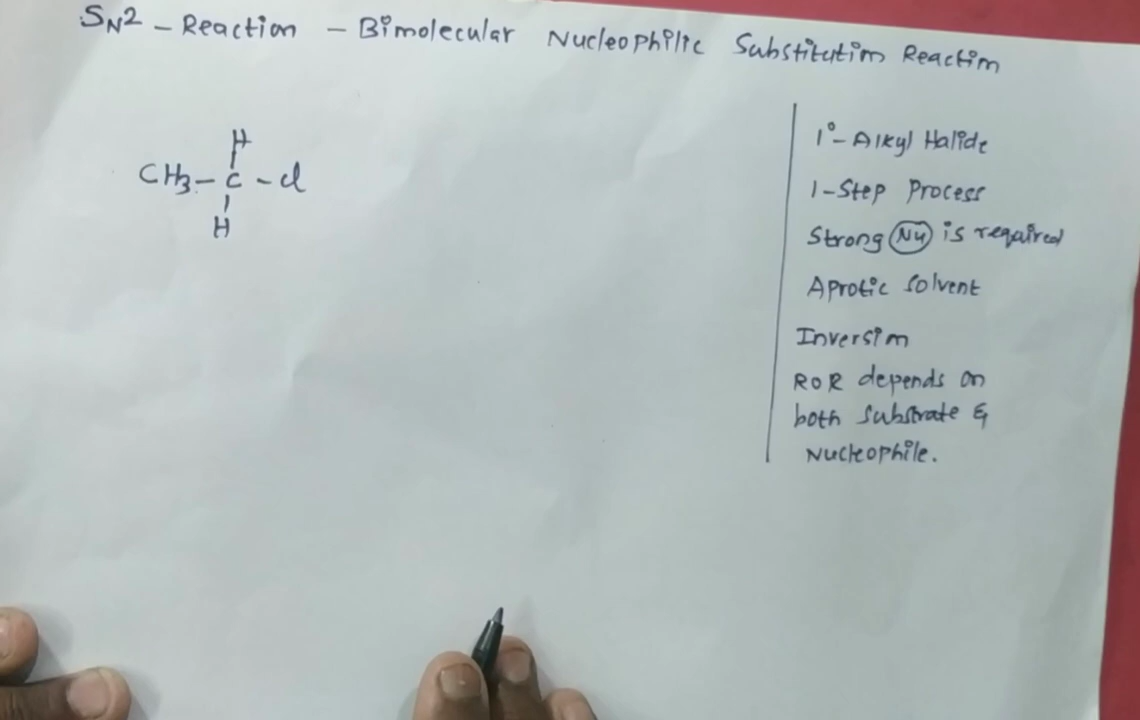 SN2 - Reaction - Bimolecular Nucleophilic Substitution Reaction
H
CH3 - C - Cl
H
1° - Alkyl Halide
1-Step Process
Strong Nu is required
Aprotic Solvent
Inversion
ROR depends on
both Substrate &
Nucleophile.